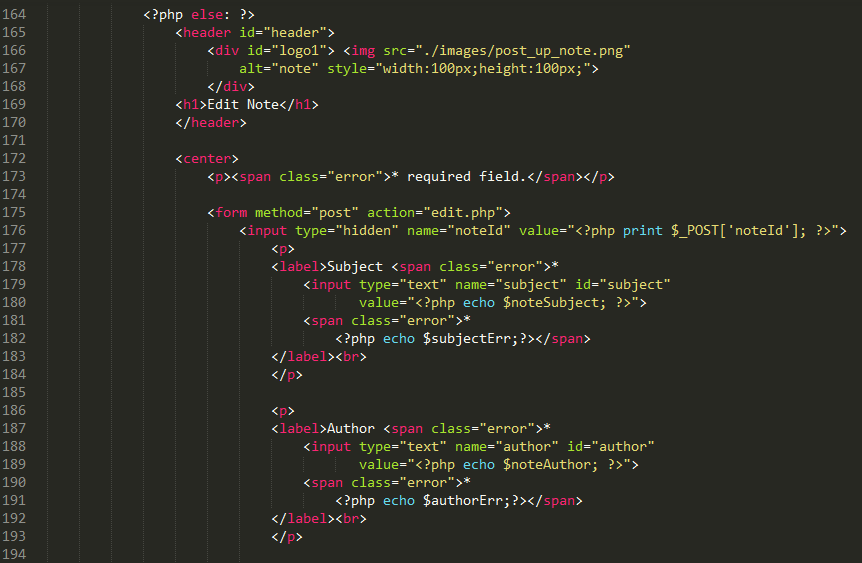 164 <?php else: ?>
165 <header id="header">
166 <div id="logo1"> <img src="./images/post_up_note.png"
167 alt="note" style="width:100px;height:100px;">
168 </div>
169 <h1>Edit Note</h1>
170 </header>
171
172 <center>
173 <p><span class="error">* required field.</span></p>
174
175 <form method="post" action="edit.php">
176 <input type="hidden" name="noteId" value="<?php print $_POST['noteId']; ?>">
177 <p>
178 <label>Subject <span class="error">*
179 <input type="text" name="subject" id="subject"
180 value="<?php echo $noteSubject; ?>">
181 <span class="error">*
182 <?php echo $subjectErr;?></span>
183 </label><br>
184 </p>
185
186 <p>
187 <label>Author <span class="error">*
188 <input type="text" name="author" id="author"
189 value="<?php echo $noteAuthor; ?>">
190 <span class="error">*
191 <?php echo $authorErr;?></span>
192 </label><br>
193 </p>
194